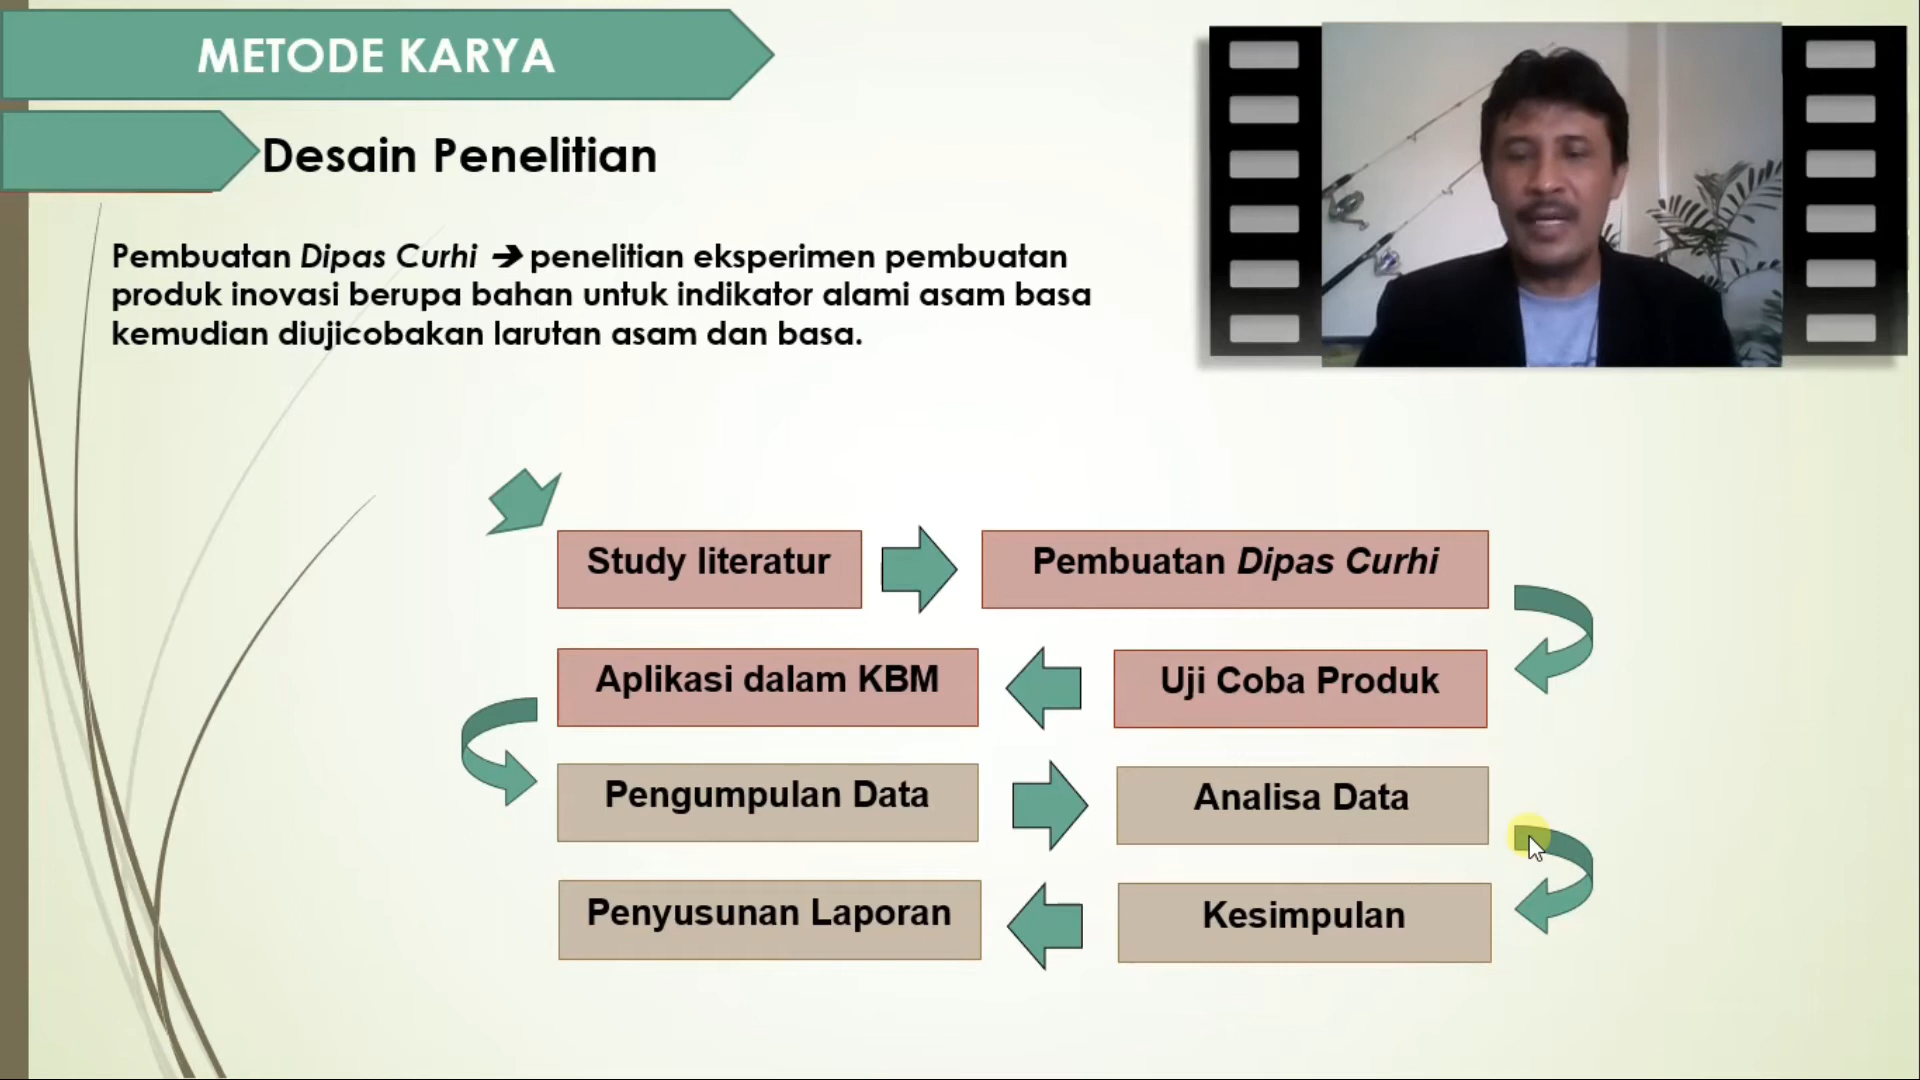 METODE KARYA
Desain Penelitian
Pembuatan Dipas Curhi ➔ penelitian eksperimen pembuatan
produk inovasi berupa bahan untuk indikator alami asam basa
kemudian diujicobakan larutan asam dan basa.
Study literatur
Pembuatan Dipas Curhi
Aplikasi dalam KBM
Uji Coba Produk
Pengumpulan Data
Analisa Data
Penyusunan Laporan
Kesimpulan